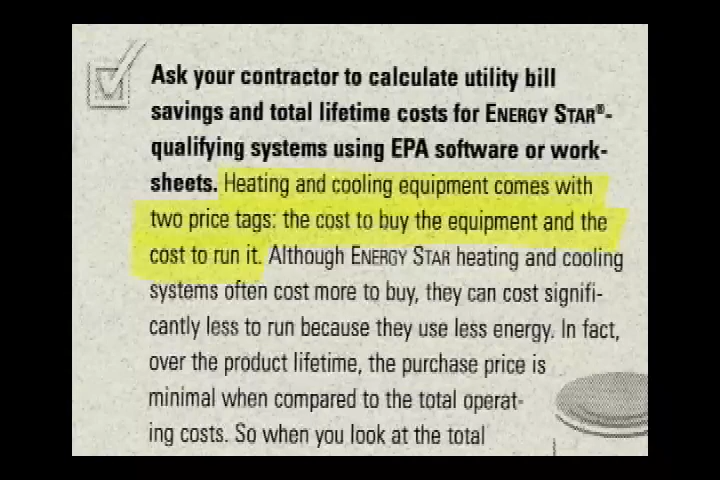 Ask your contractor to calculate utility bill
savings and total lifetime costs for ENERGY STAR®-
qualifying systems using EPA software or work-
sheets. Heating and cooling equipment comes with
two price tags: the cost to buy the equipment and the
cost to run it. Although ENERGY STAR heating and cooling
systems often cost more to buy, they can cost signifi-
cantly less to run because they use less energy. In fact,
over the product lifetime, the purchase price is
minimal when compared to the total operat-
ing costs. So when you look at the total